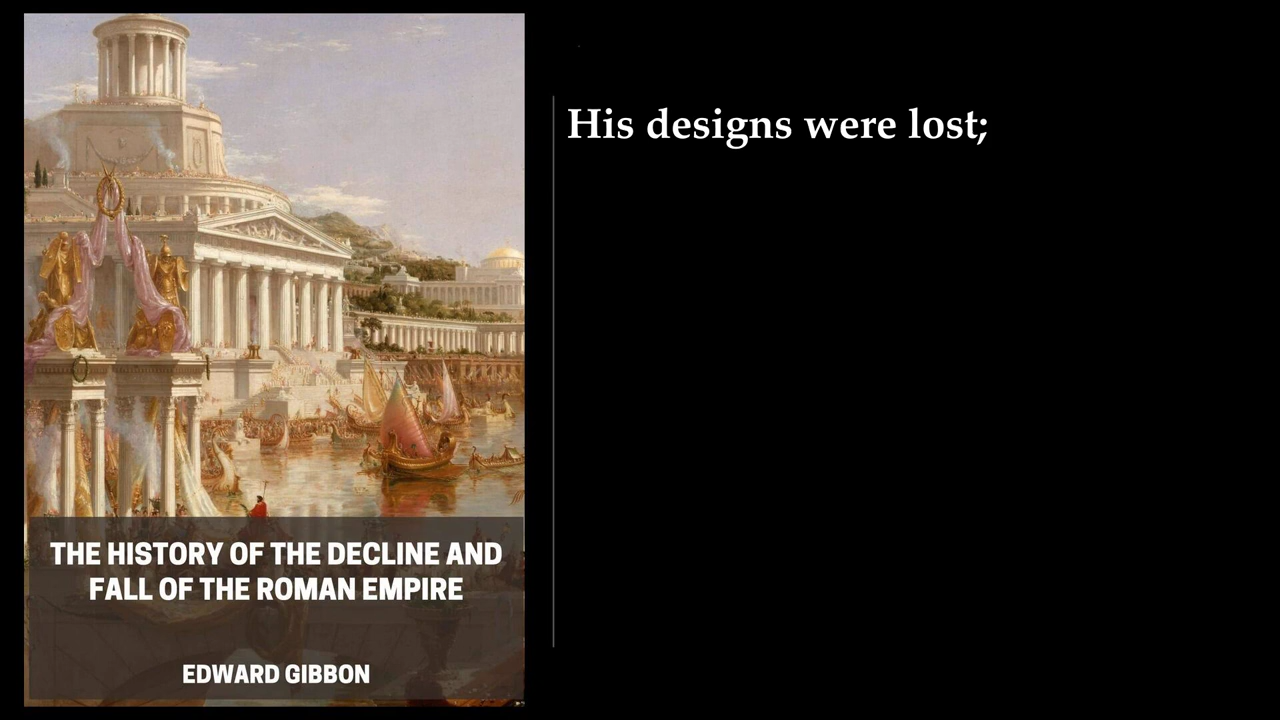 His designs were lost;
THE HISTORY OF THE DECLINE AND
FALL OF THE ROMAN EMPIRE
EDWARD GIBBON